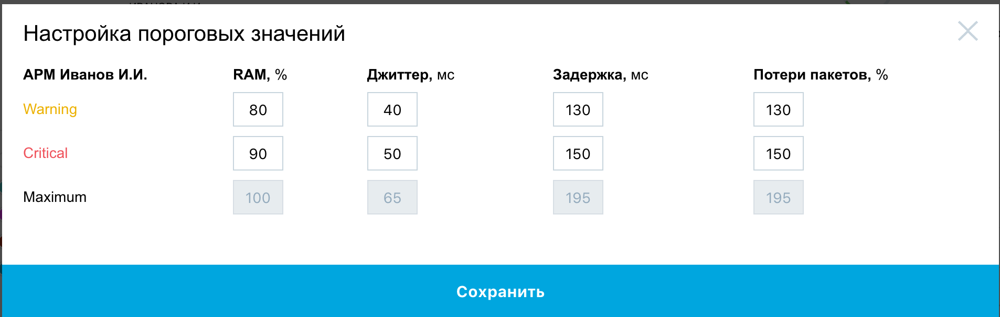 Настройка пороговых значений
АРМ Иванов И.И. RAM, % Джиттер, мс Задержка, мс Потери пакетов, %
Warning 80 40 130 130
Critical 90 50 150 150
Maximum 100 65 195 195
Сохранить